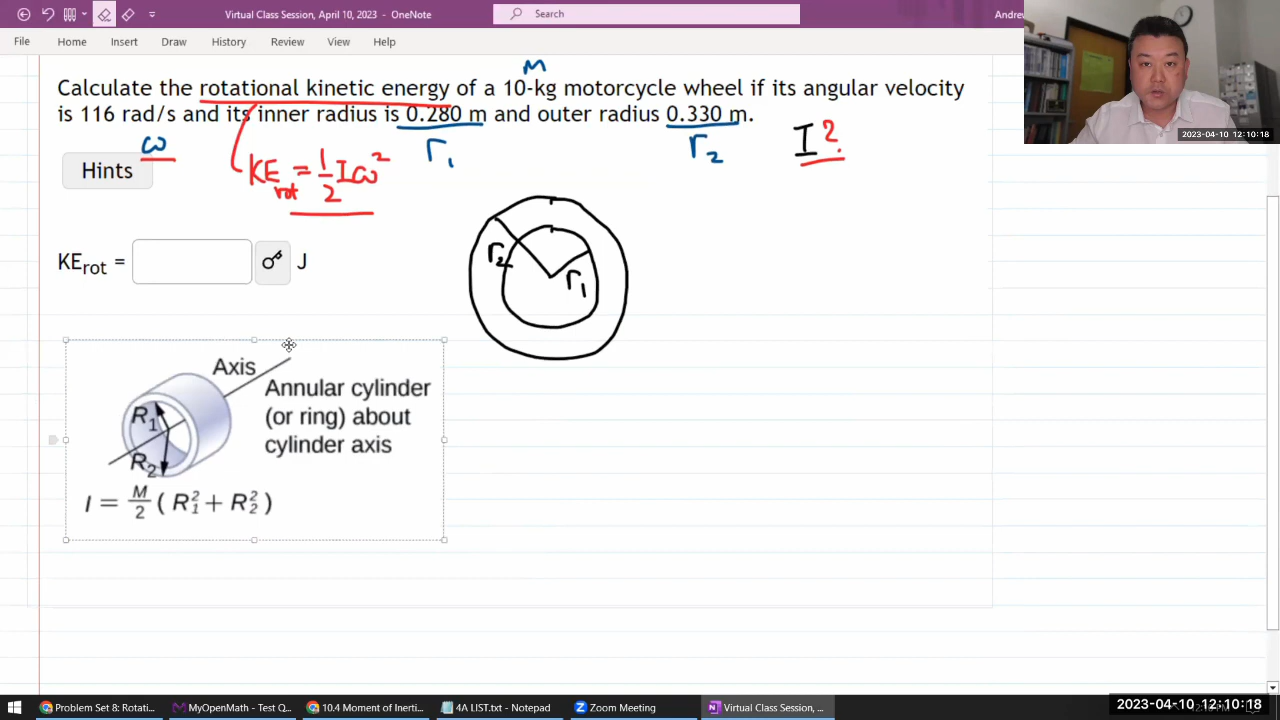 Virtual Class Session, April 10, 2023 - OneNote
Search
Andrew
File Home Insert Draw History Review View Help
M
Calculate the rotational kinetic energy of a 10-kg motorcycle wheel if its angular velocity
is 116 rad/s and its inner radius is 0.280 m and outer radius 0.330 m.
ω r₁ r₂ I?
Hints
KE rot = 1/2 Iω²
2023-04-10 12:10:18
r₂
r₁
KErot = J
Axis
Annular cylinder
(or ring) about
cylinder axis
R₁
R₂
I = M/2 ( R₁² + R₂² )
Problem Set 8: Rotati...
MyOpenMath - Test Q...
10.4 Moment of Inerti...
4A LIST.txt - Notepad
Zoom Meeting
Virtual Class Session,...
2023-04-10 12:10:18